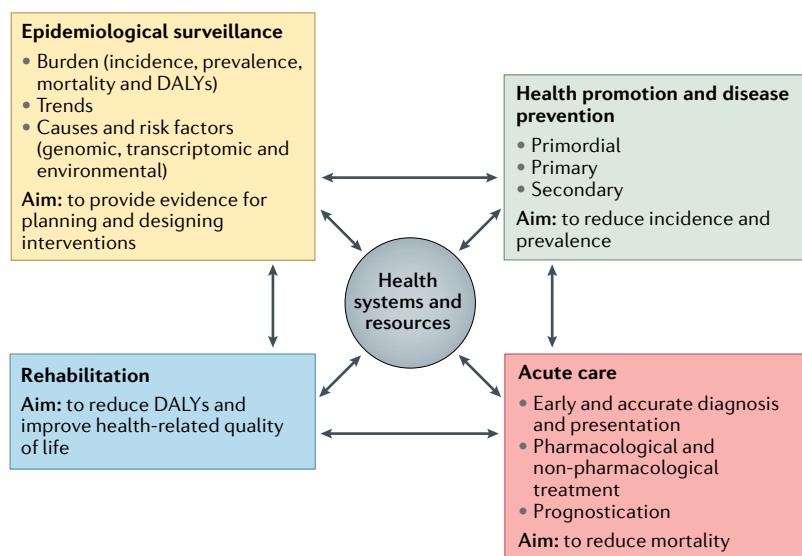 Epidemiological surveillance
• Burden (incidence, prevalence,
mortality and DALYs)
• Trends
• Causes and risk factors
(genomic, transcriptomic and
environmental)
Aim: to provide evidence for
planning and designing
interventions
Health promotion and disease
prevention
• Primordial
• Primary
• Secondary
Aim: to reduce incidence and
prevalence
Health
systems and
resources
Rehabilitation
Aim: to reduce DALYs and
improve health-related quality
of life
Acute care
• Early and accurate diagnosis
and presentation
• Pharmacological and
non-pharmacological
treatment
• Prognostication
Aim: to reduce mortality